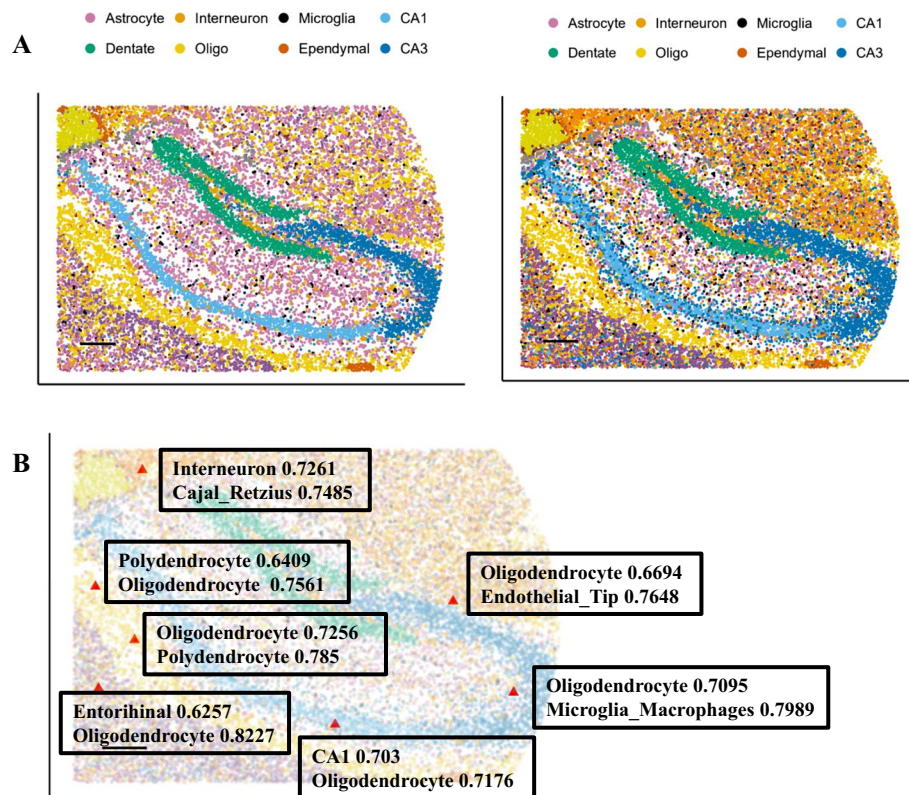 Astrocyte Interneuron Microglia CA1
Dentate Oligo Ependymal CA3
Astrocyte Interneuron Microglia CA1
Dentate Oligo Ependymal CA3
A
B
Interneuron 0.7261
Cajal_Retzius 0.7485
Polydendrocyte 0.6409
Oligodendrocyte 0.7561
Oligodendrocyte 0.6694
Endothelial_Tip 0.7648
Oligodendrocyte 0.7256
Polydendrocyte 0.785
Oligodendrocyte 0.7095
Microglia_Macrophages 0.7989
Entorihinal 0.6257
Oligodendrocyte 0.8227
CA1 0.703
Oligodendrocyte 0.7176